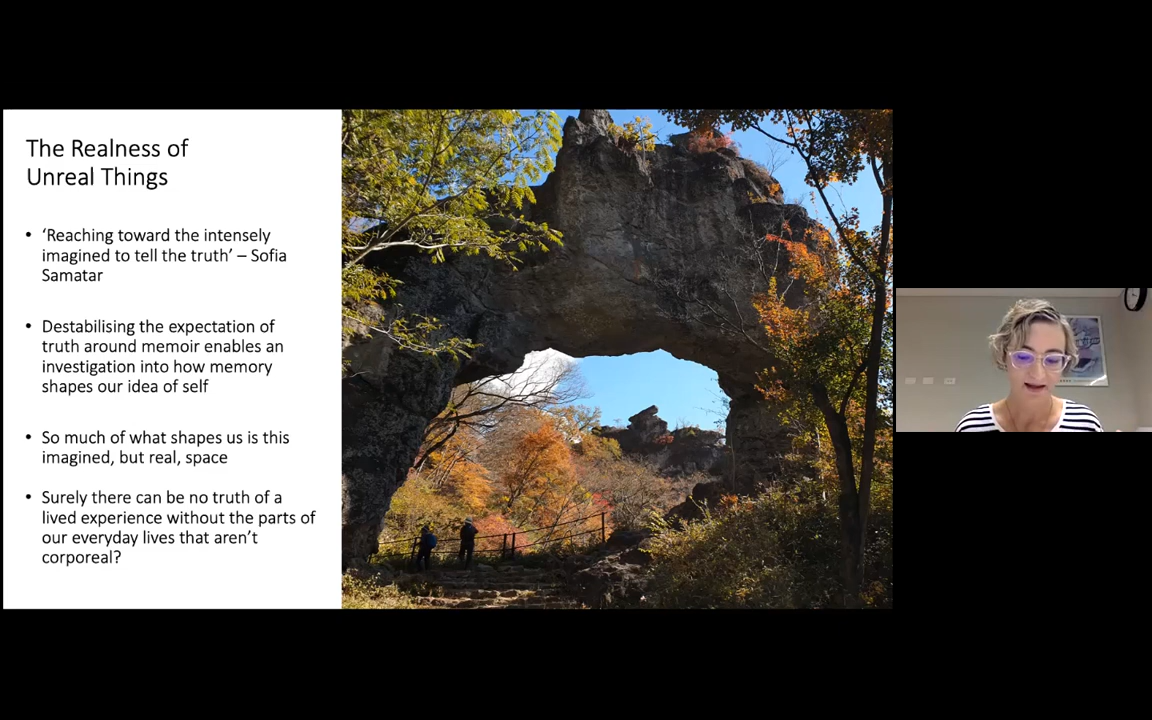 The Realness of
Unreal Things
• ‘Reaching toward the intensely
imagined to tell the truth’ – Sofia
Samatar
• Destabilising the expectation of
truth around memoir enables an
investigation into how memory
shapes our idea of self
• So much of what shapes us is this
imagined, but real, space
• Surely there can be no truth of a
lived experience without the parts of
our everyday lives that aren’t
corporeal?